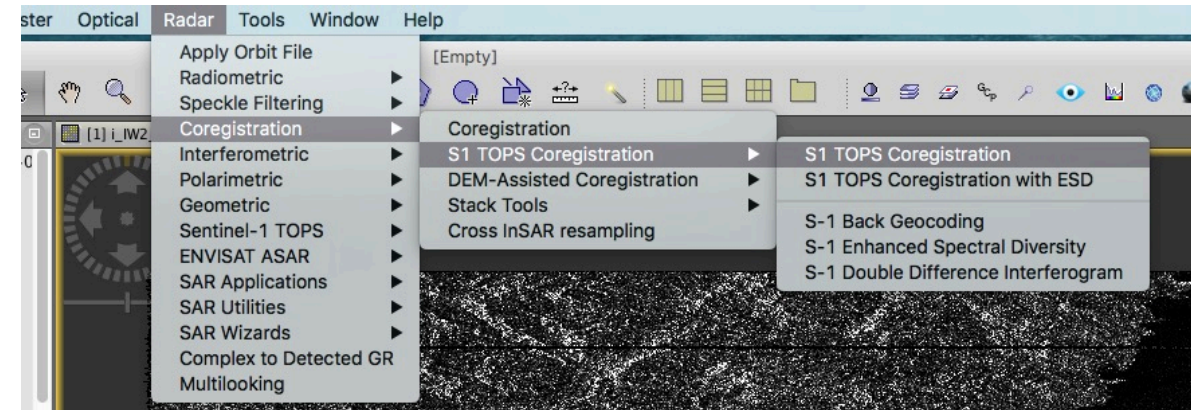 ster Optical Radar Tools Window Help
[Empty]
[1] i_IW2_
Apply Orbit File
Radiometric
Speckle Filtering
Coregistration
Interferometric
Polarimetric
Geometric
Sentinel-1 TOPS
ENVISAT ASAR
SAR Applications
SAR Utilities
SAR Wizards
Complex to Detected GR
Multilooking
Coregistration
S1 TOPS Coregistration
DEM-Assisted Coregistration
Stack Tools
Cross InSAR resampling
S1 TOPS Coregistration
S1 TOPS Coregistration with ESD
S-1 Back Geocoding
S-1 Enhanced Spectral Diversity
S-1 Double Difference Interferogram